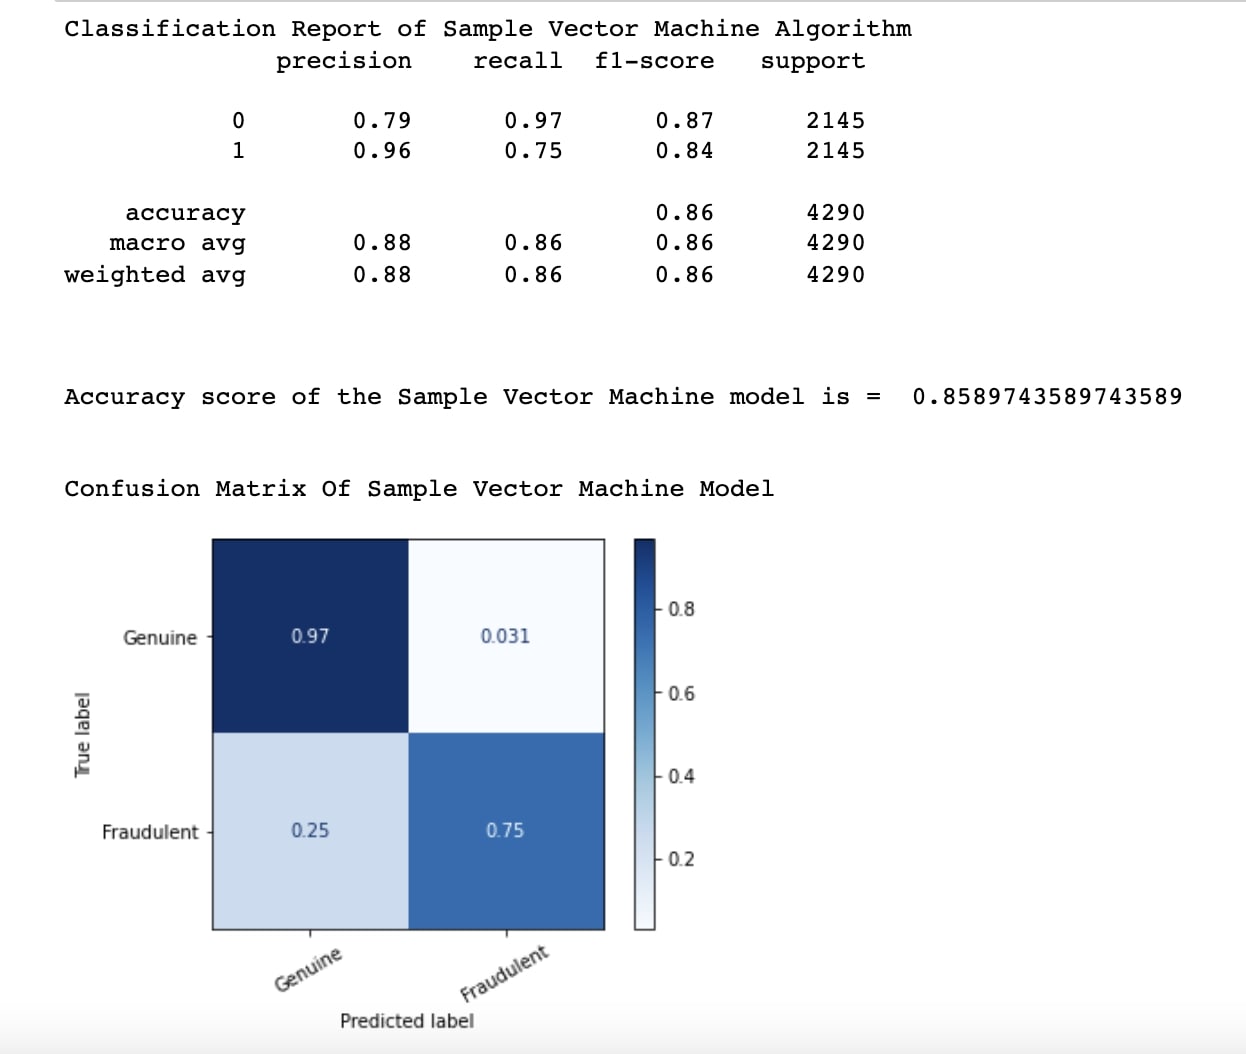 Classification Report of Sample Vector Machine Algorithm
precision recall f1-score support
0 0.79 0.97 0.87 2145
1 0.96 0.75 0.84 2145
accuracy 0.86 4290
macro avg 0.88 0.86 0.86 4290
weighted avg 0.88 0.86 0.86 4290
Accuracy score of the Sample Vector Machine model is = 0.8589743589743589
Confusion Matrix Of Sample Vector Machine Model
Genuine 0.97 0.031
Fraudulent 0.25 0.75
True label
0.8
0.6
0.4
0.2
Genuine Fraudulent
Predicted label